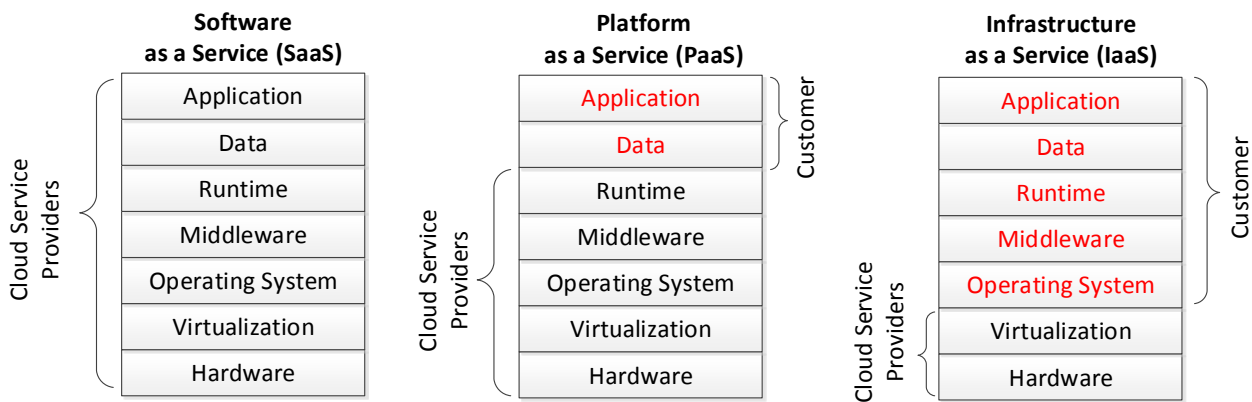 Software
as a Service (SaaS)
Cloud Service
Providers
Application
Data
Runtime
Middleware
Operating System
Virtualization
Hardware
Platform
as a Service (PaaS)
Application
Data
Customer
Cloud Service
Providers
Runtime
Middleware
Operating System
Virtualization
Hardware
Infrastructure
as a Service (IaaS)
Application
Data
Runtime
Middleware
Operating System
Customer
Cloud Service
Providers
Virtualization
Hardware